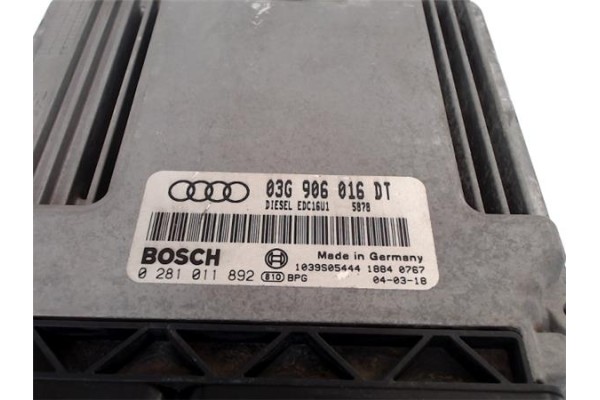 03G 906 016 DT
DIESEL EDC16U1 5878
BOSCH Made in Germany
1039S05444 1884 0767
0 281 011 892 810 BPG 04-03-18